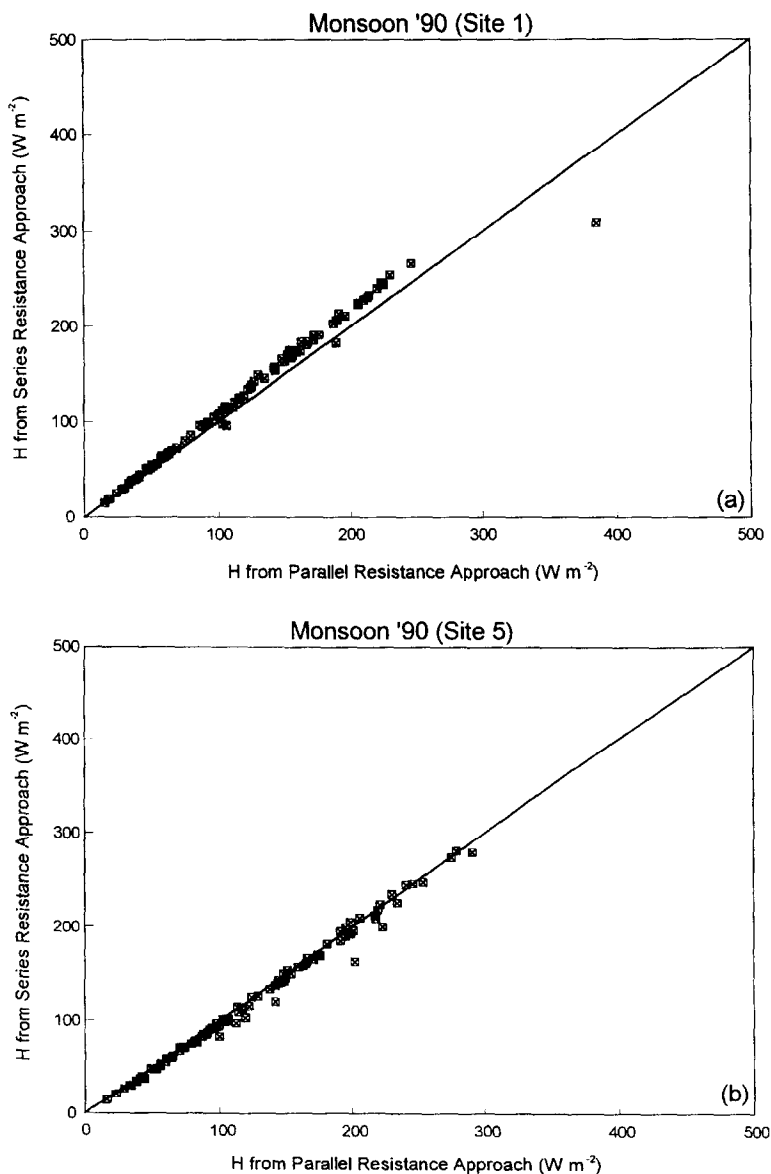 Monsoon '90 (Site 1)
500
400
300
200
100
0
H from Series Resistance Approach (W m-2)
(a)
0 100 200 300 400 500
H from Parallel Resistance Approach (W m-2)
Monsoon '90 (Site 5)
500
400
300
200
100
0
H from Series Resistance Approach (W m-2)
(b)
0 100 200 300 400 500
H from Parallel Resistance Approach (W m-2)